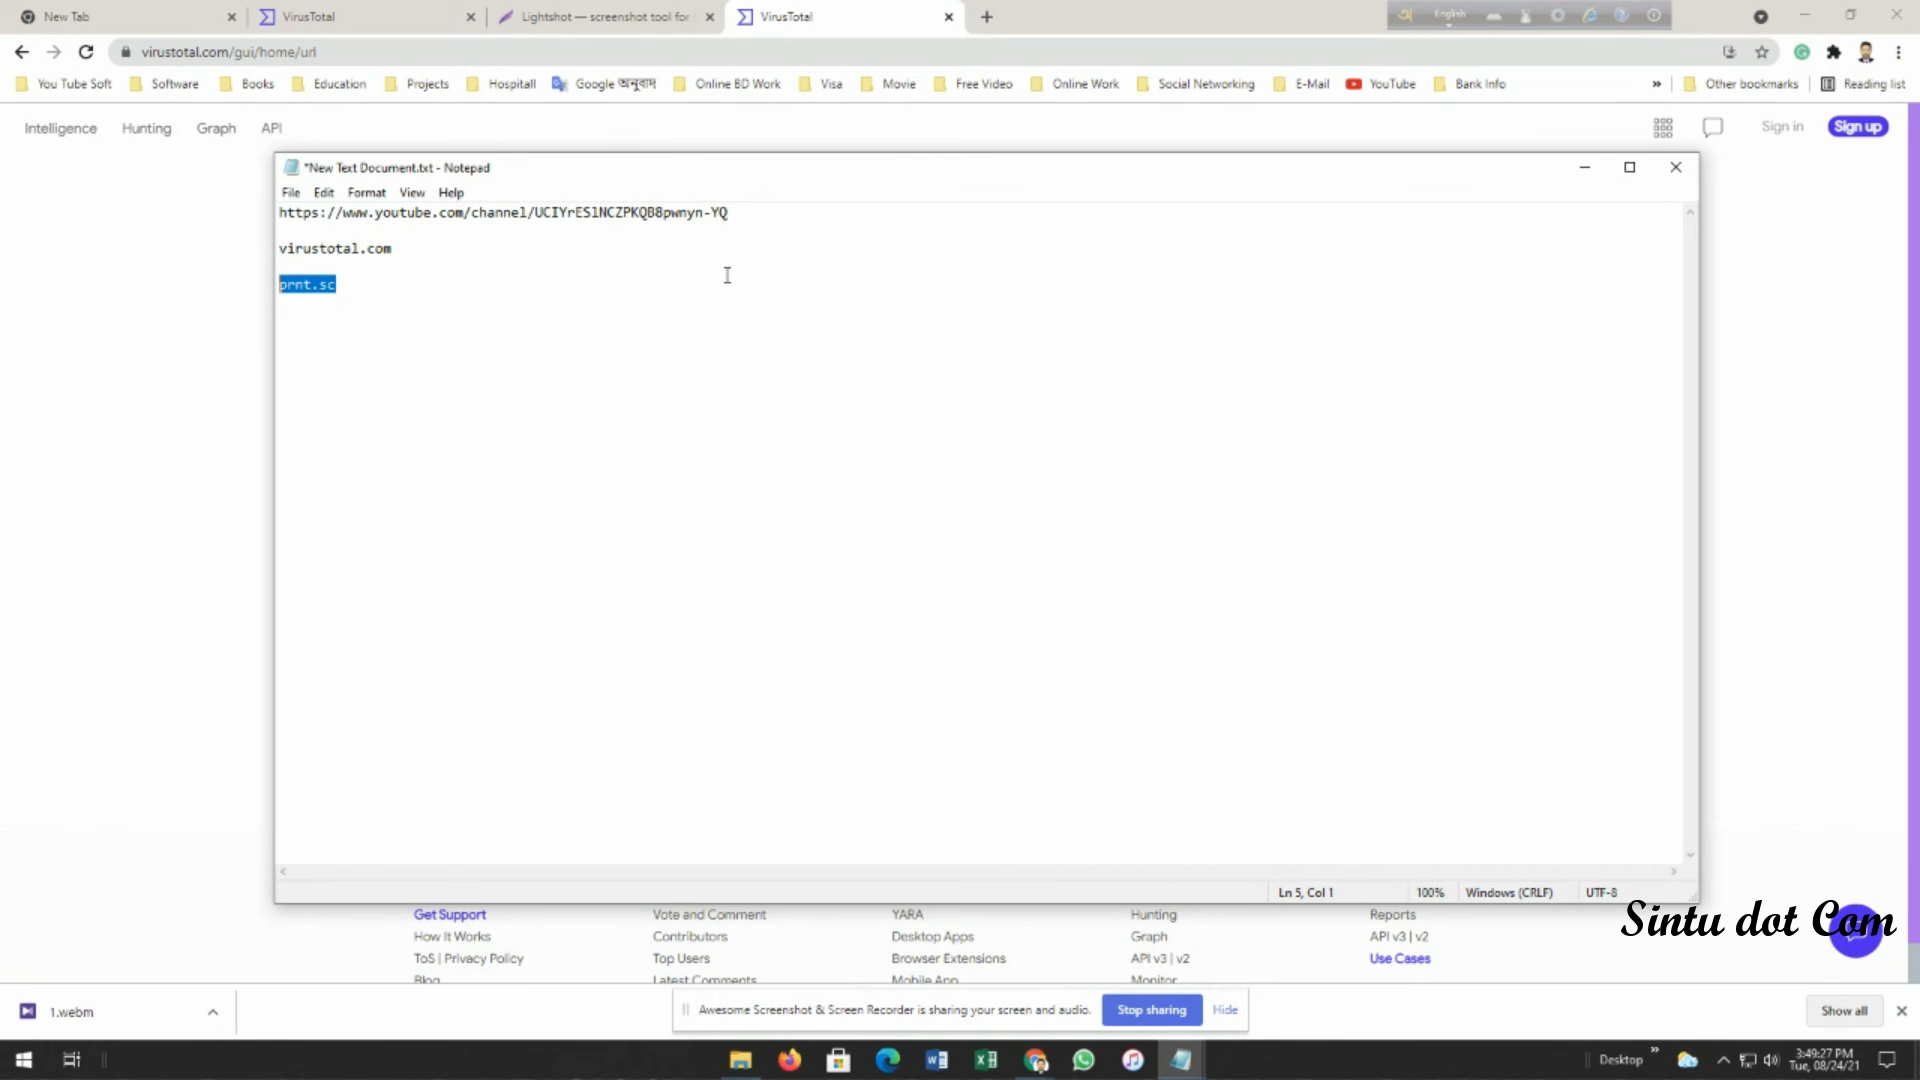 New Tab
VirusTotal
Lightshot — screenshot tool for
VirusTotal
English
virustotal.com/gui/home/url
You Tube Soft
Software
Books
Education
Projects
Hospitall
Google অনুবাদ
Online BD Work
Visa
Movie
Free Video
Online Work
Social Networking
E-Mail
YouTube
Bank Info
»
Other bookmarks
Reading list
Intelligence
Hunting
Graph
API
Sign in
Sign up
*New Text Document.txt - Notepad
File Edit Format View Help
https://www.youtube.com/channel/UCIYrES1NCZPKQB8pwnyn-YQ
virustotal.com
prnt.sc
Ln 5, Col 1
100%
Windows (CRLF)
UTF-8
Get Support
Vote and Comment
YARA
Hunting
Reports
How It Works
Contributors
Desktop Apps
Graph
API v3 | v2
ToS | Privacy Policy
Top Users
Browser Extensions
API v3 | v2
Use Cases
Blog
Latest Comments
Mobile App
Monitor
Sintu dot Com
1.webm
Awesome Screenshot & Screen Recorder is sharing your screen and audio.
Stop sharing
Hide
Show all
Desktop
»
3:49:27 PM
Tue, 08/24/21